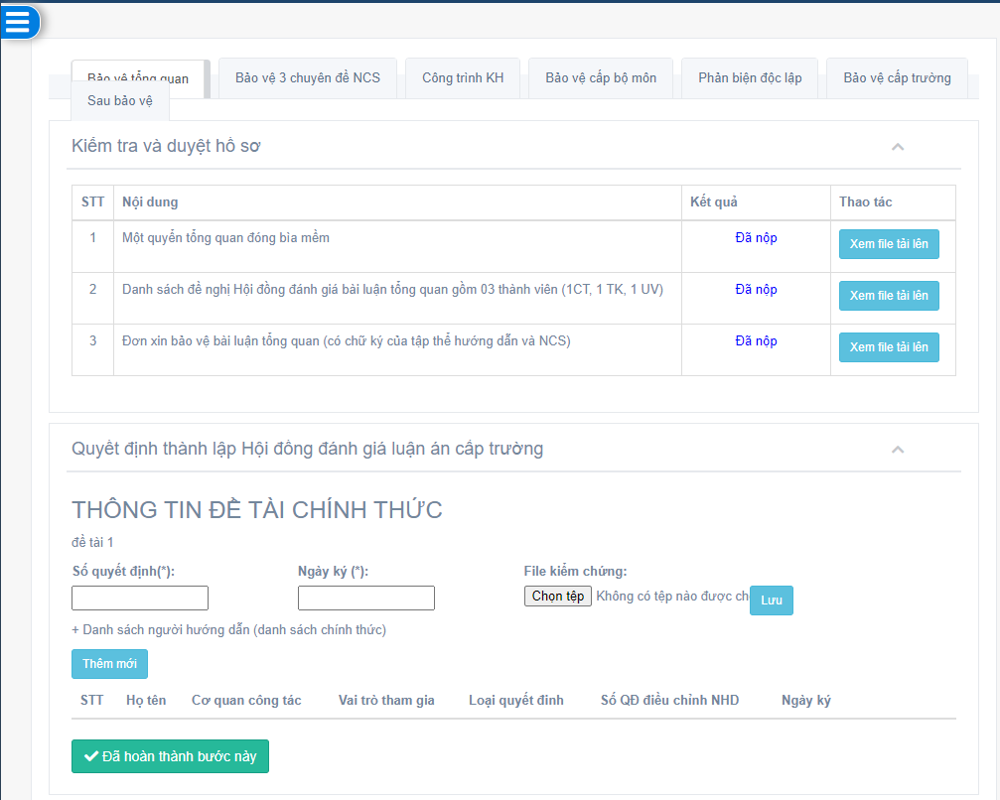 Bảo vệ tổng quan
Bảo vệ 3 chuyên đề NCS
Công trình KH
Bảo vệ cấp bộ môn
Phản biện độc lập
Bảo vệ cấp trường
Sau bảo vệ
Kiểm tra và duyệt hồ sơ
STT Nội dung Kết quả Thao tác
1 Một quyển tổng quan đóng bìa mềm Đã nộp Xem file tải lên
2 Danh sách đề nghị Hội đồng đánh giá bài luận tổng quan gồm 03 thành viên (1CT, 1 TK, 1 UV) Đã nộp Xem file tải lên
3 Đơn xin bảo vệ bài luận tổng quan (có chữ ký của tập thể hướng dẫn và NCS) Đã nộp Xem file tải lên
Quyết định thành lập Hội đồng đánh giá luận án cấp trường
THÔNG TIN ĐỀ TÀI CHÍNH THỨC
đề tài 1
Số quyết định(*): Ngày ký (*): File kiểm chứng:
Chọn tệp Không có tệp nào được ch Lưu
+ Danh sách người hướng dẫn (danh sách chính thức)
Thêm mới
STT Họ tên Cơ quan công tác Vai trò tham gia Loại quyết đinh Số QĐ điều chỉnh NHD Ngày ký
Đã hoàn thành bước này